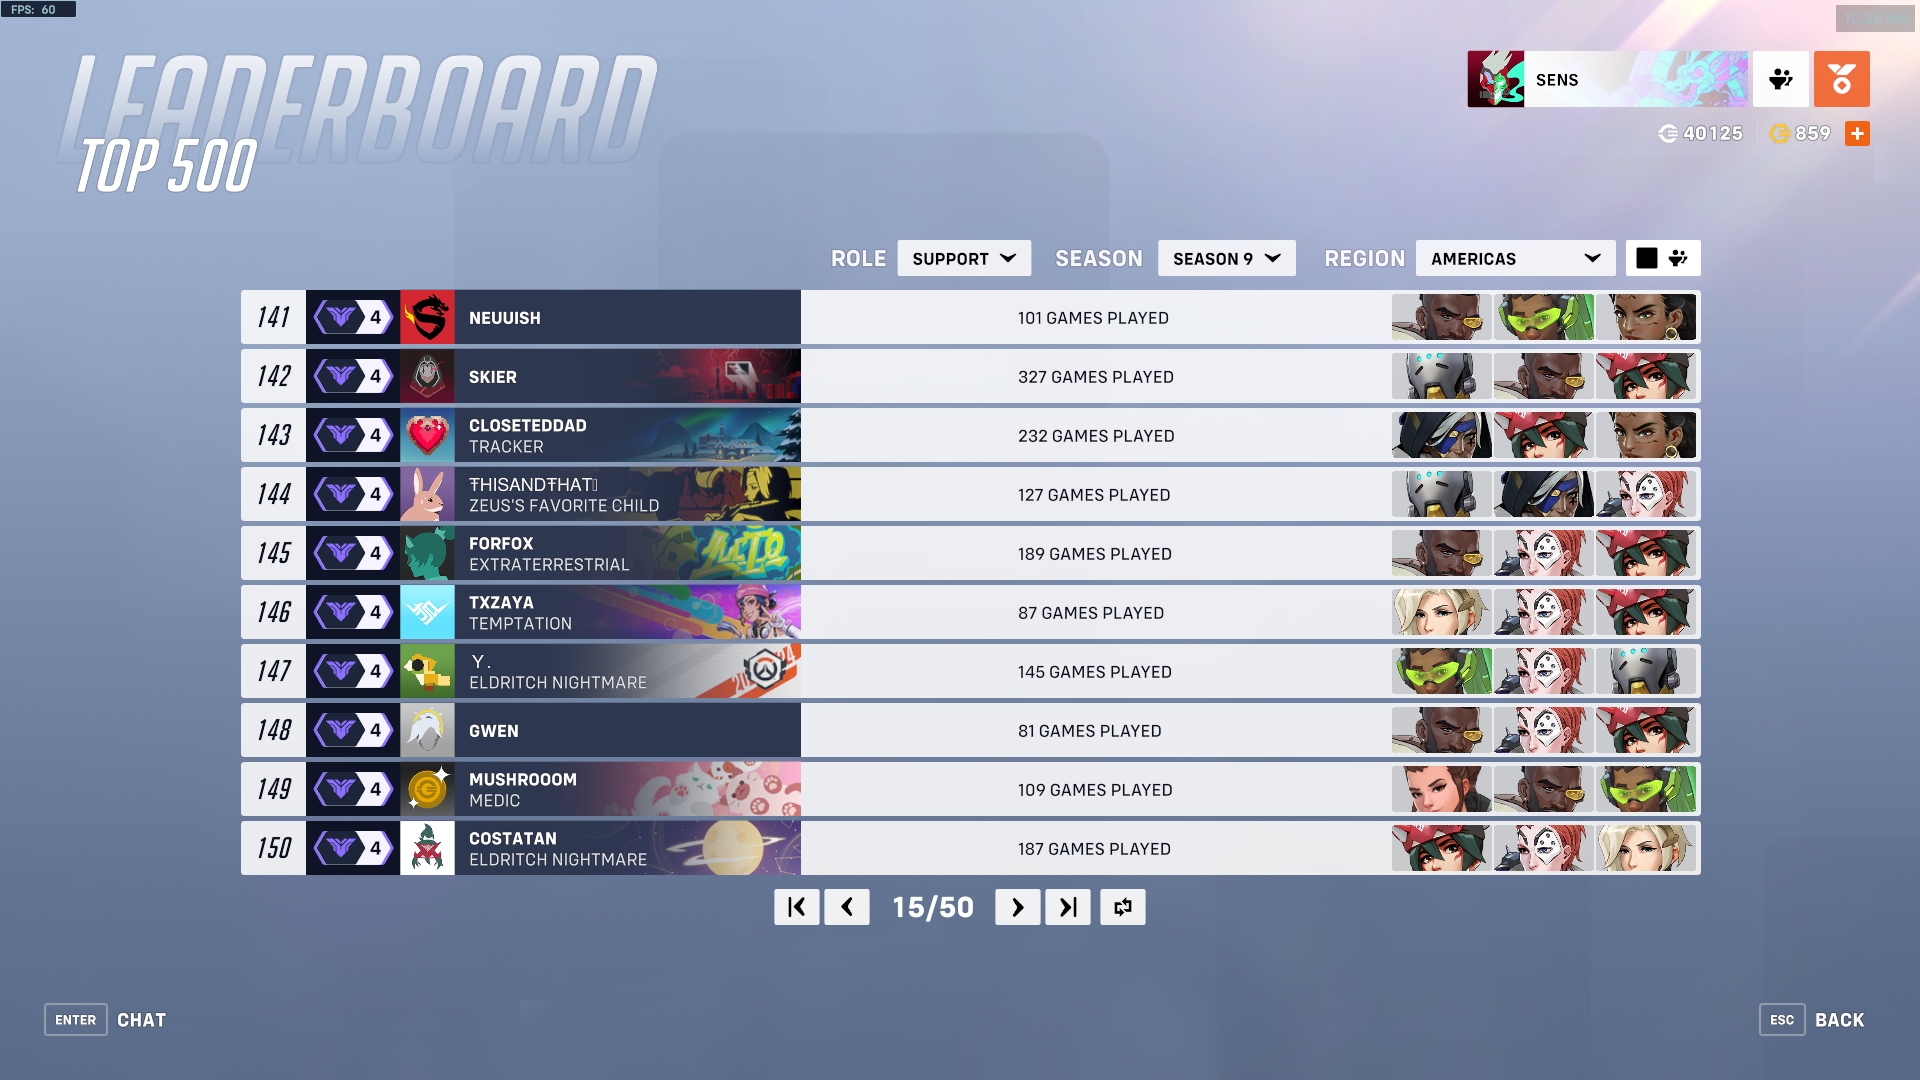 FPS: 60
10:28 AM
LEADERBOARD
TOP 500
SENS
40125
859
ROLE SUPPORT SEASON SEASON 9 REGION AMERICAS
141 4 NEUUISH 101 GAMES PLAYED
142 4 SKIER 327 GAMES PLAYED
143 4 CLOSETEDDAD 232 GAMES PLAYED
TRACKER
144 4 ŦHISANDŦHAT 127 GAMES PLAYED
ZEUS'S FAVORITE CHILD
145 4 FORFOX 189 GAMES PLAYED
EXTRATERRESTRIAL
146 4 TXZAYA 87 GAMES PLAYED
TEMPTATION
147 4 Y. 145 GAMES PLAYED
ELDRITCH NIGHTMARE
148 4 GWEN 81 GAMES PLAYED
149 4 MUSHROOOM 109 GAMES PLAYED
MEDIC
150 4 COSTATAN 187 GAMES PLAYED
ELDRITCH NIGHTMARE
15/50
ENTER CHAT
ESC BACK